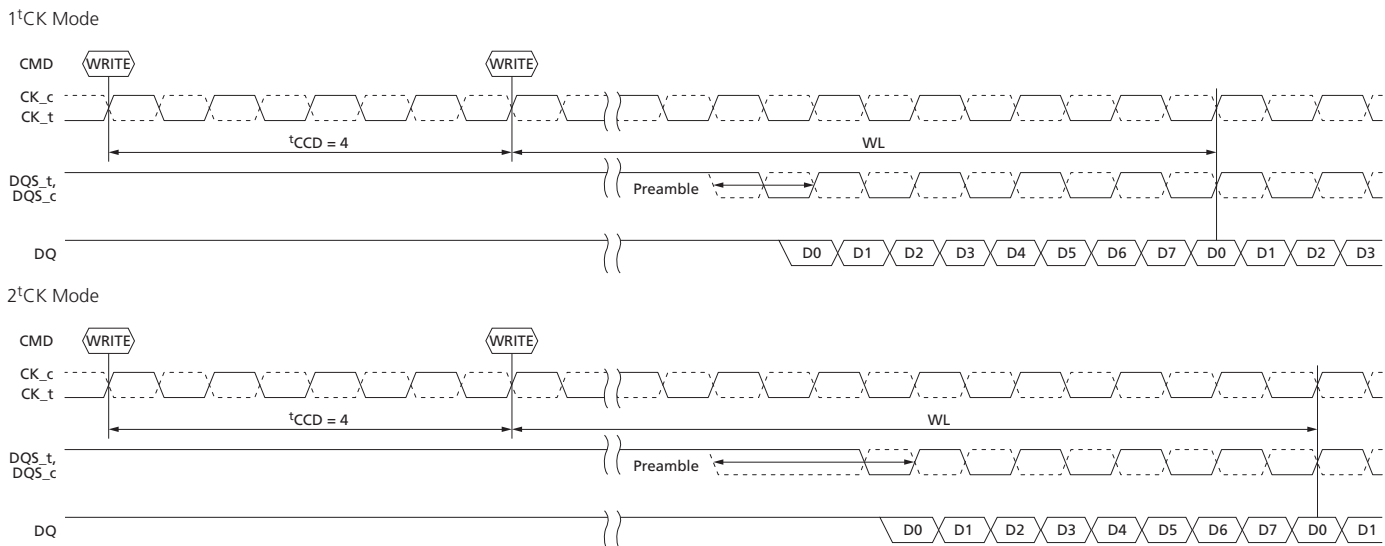 1tCK Mode
CMD WRITE WRITE
CK_c
CK_t
tCCD = 4 WL
DQS_t,
DQS_c
Preamble
DQ D0 D1 D2 D3 D4 D5 D6 D7 D0 D1 D2 D3
2tCK Mode
CMD WRITE WRITE
CK_c
CK_t
tCCD = 4 WL
DQS_t,
DQS_c
Preamble
DQ D0 D1 D2 D3 D4 D5 D6 D7 D0 D1